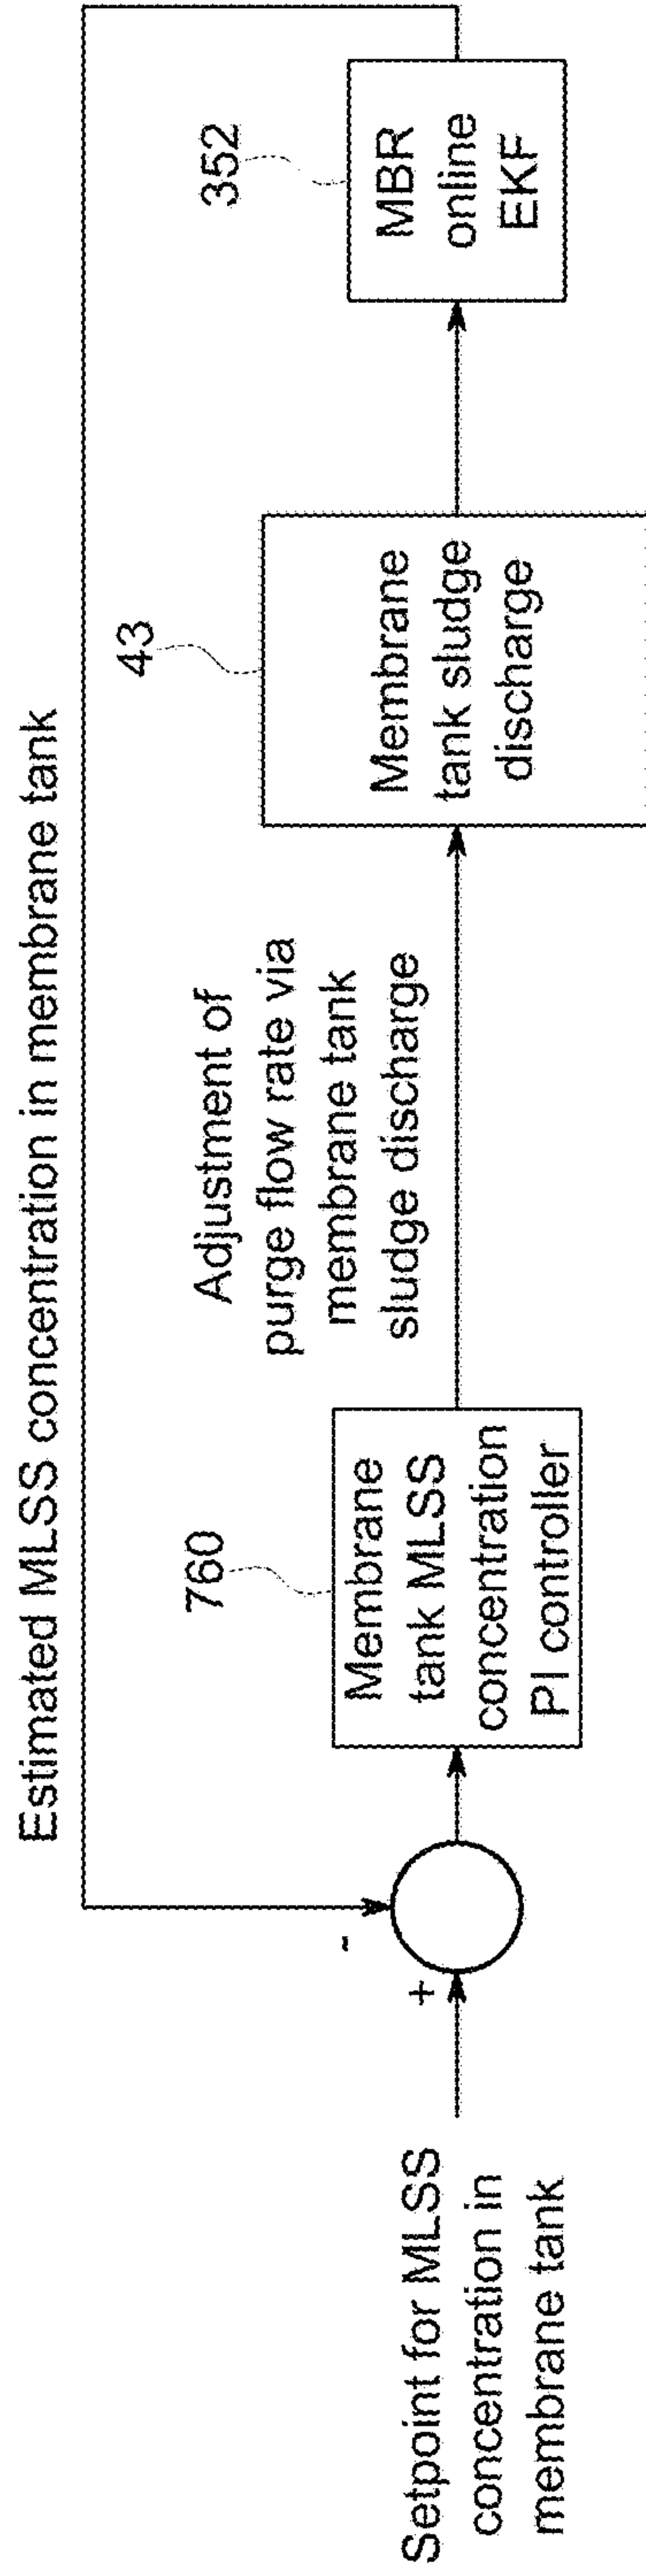 Estimated MLSS concentration in membrane tank
Setpoint for MLSS
concentration in
membrane tank
+
-
760
Membrane
tank MLSS
concentration
PI controller
Adjustment of
purge flow rate via
membrane tank
sludge discharge
43
Membrane
tank sludge
discharge
352
MBR
online
EKF